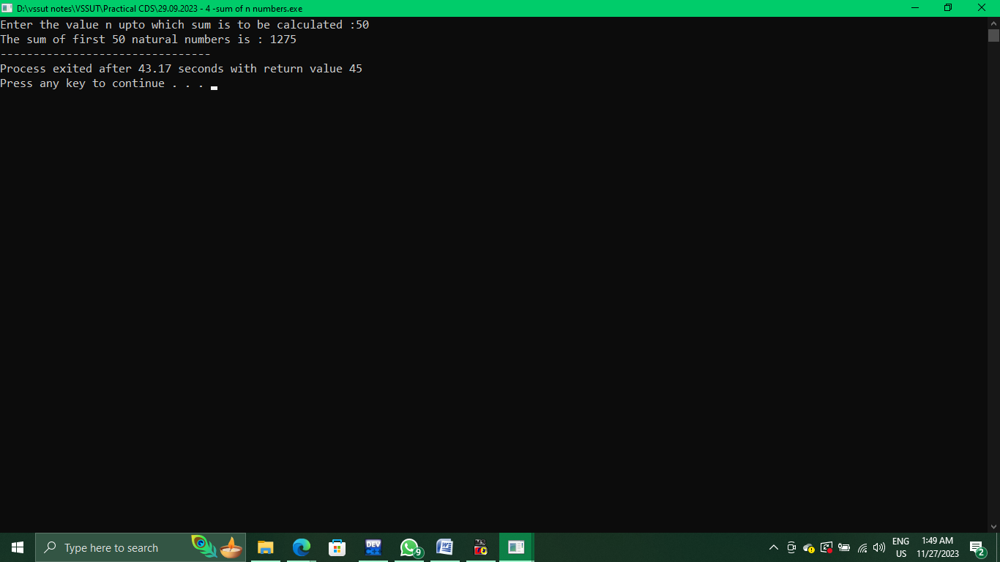 D:\vssut notes\VSSUT\Practical CDS\29.09.2023 - 4 -sum of n numbers.exe
Enter the value n upto which sum is to be calculated :50
The sum of first 50 natural numbers is : 1275
--------------------------------
Process exited after 43.17 seconds with return value 45
Press any key to continue . . .
Type here to search
DEV
9
ENG
US
1:49 AM
11/27/2023
2